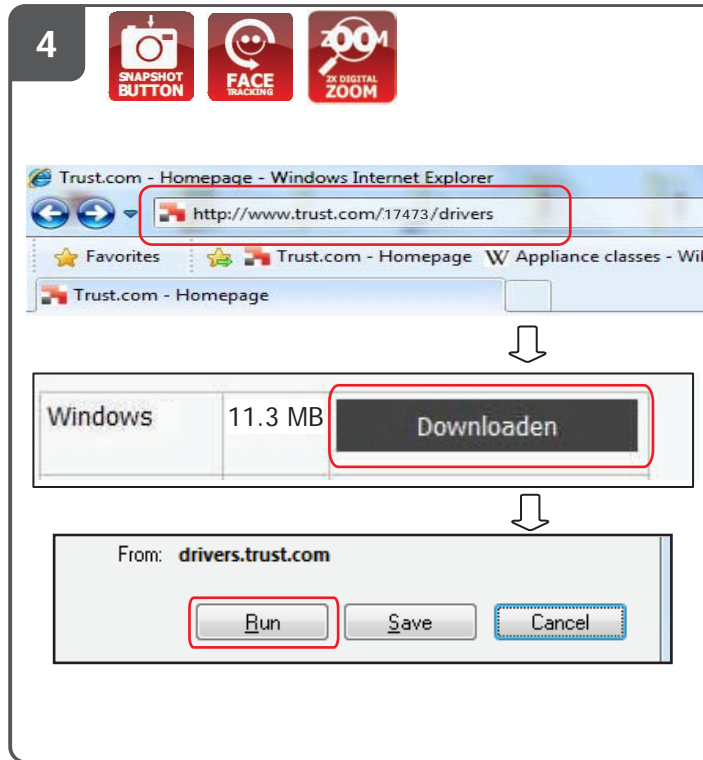 4
SNAPSHOT
BUTTON
FACE
TRACKING
ZOOM
2X DIGITAL
ZOOM
Trust.com - Homepage - Windows Internet Explorer
http://www.trust.com/17473/drivers
Favorites Trust.com - Homepage W Appliance classes - Wil
Trust.com - Homepage
Windows 11.3 MB Downloaden
From: drivers.trust.com
Run Save Cancel